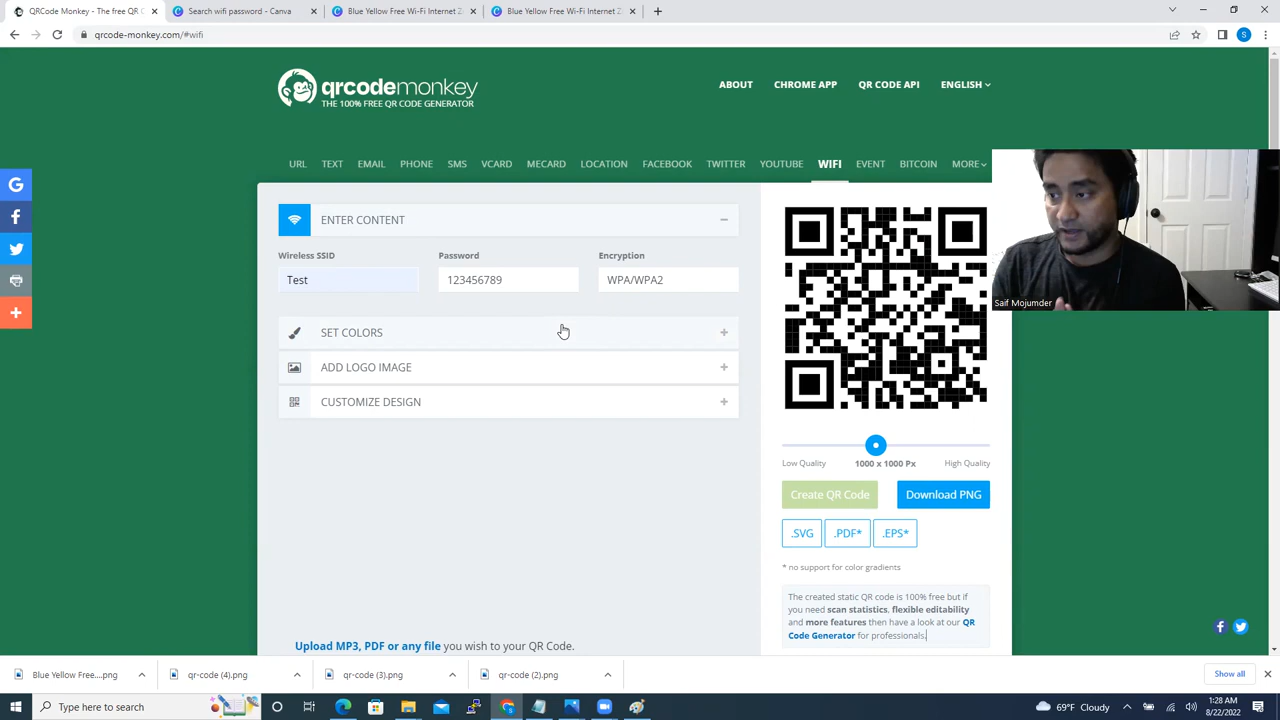 QRCode Monkey - The free QR C
Search wifi password - Canva
Blue Yellow Free Wi-Fi Internet Z
Blue Yellow Free Wi-Fi Internet Z
qrcode-monkey.com/#wifi
qrcodemonkey
THE 100% FREE QR CODE GENERATOR
ABOUT
CHROME APP
QR CODE API
ENGLISH
URL
TEXT
EMAIL
PHONE
SMS
VCARD
MECARD
LOCATION
FACEBOOK
TWITTER
YOUTUBE
WIFI
EVENT
BITCOIN
MORE
ENTER CONTENT
Wireless SSID
Password
Encryption
Test
123456789
WPA/WPA2
SET COLORS
ADD LOGO IMAGE
CUSTOMIZE DESIGN
Saif Mojumder
Low Quality
1000 x 1000 Px
High Quality
Create QR Code
Download PNG
.SVG
.PDF*
.EPS*
* no support for color gradients
The created static QR code is 100% free but if
you need scan statistics, flexible editability
and more features then have a look at our QR
Code Generator for professionals.
Upload MP3, PDF or any file you wish to your QR Code.
Blue Yellow Free....png
qr-code (4).png
qr-code (3).png
qr-code (2).png
Show all
Type here to search
69°F Cloudy
1:28 AM
8/22/2022